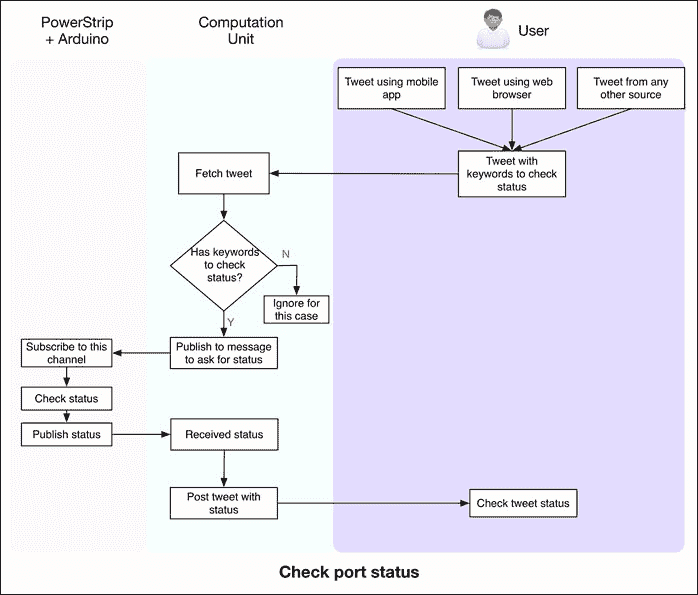 PowerStrip
+ Arduino
Computation
Unit
User
Tweet using mobile
app
Tweet using web
browser
Tweet from any
other source
Fetch tweet
Tweet with
keywords to check
status
Has keywords
to check
status?
N
Ignore for
this case
Y
Subscribe to this
channel
Publish to message
to ask for status
Check status
Publish status
Received status
Post tweet with
status
Check tweet status
Check port status